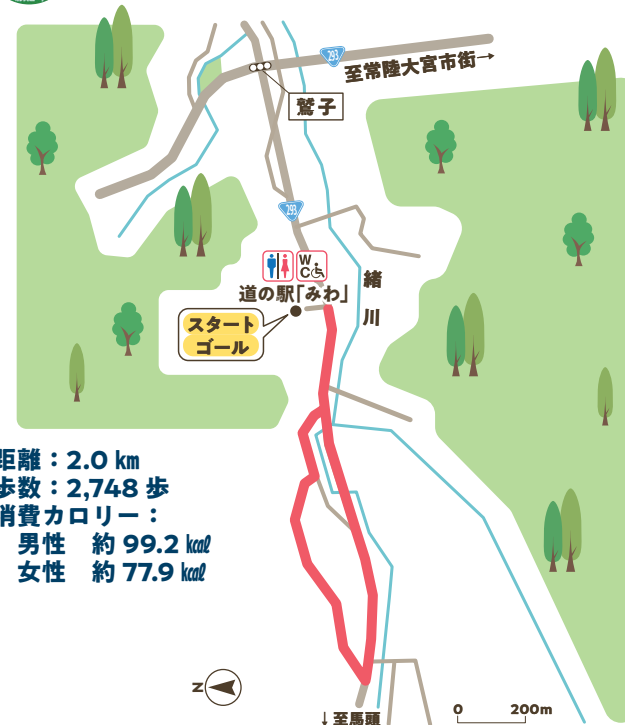 293
至常陸大宮市街→
鷲子
293
WC
道の駅「みわ」
緒川
スタート
ゴール
距離：2.0 km
歩数：2,748 歩
消費カロリー：
男性　約 99.2 kcal
女性　約 77.9 kcal
N
0 200m
↓至馬頭